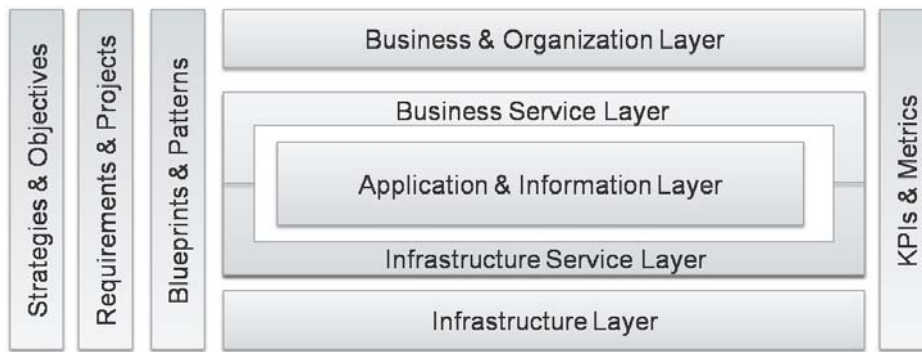 Strategies & Objectives
Requirements & Projects
Blueprints & Patterns
Business & Organization Layer
Business Service Layer
Application & Information Layer
Infrastructure Service Layer
Infrastructure Layer
KPIs & Metrics